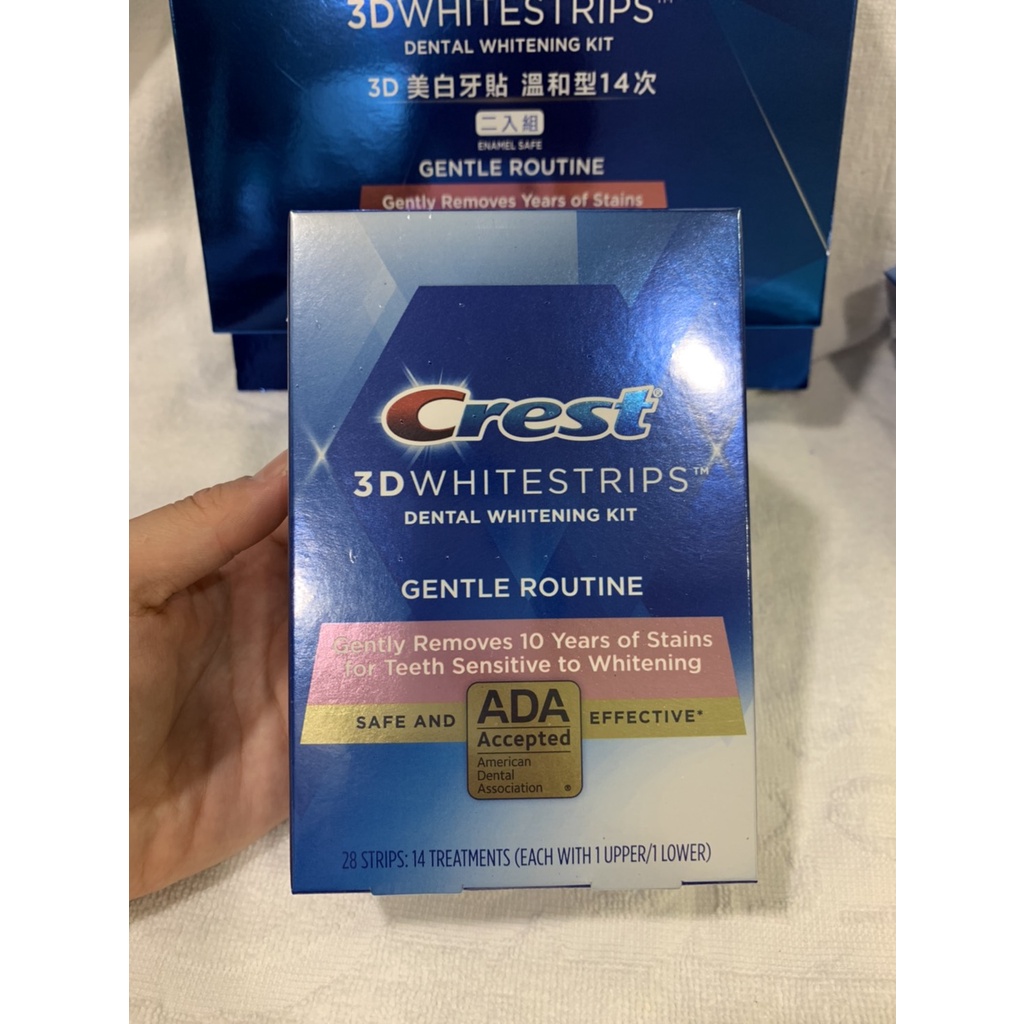 3DWHITESTRIPS™
DENTAL WHITENING KIT
3D 美白牙貼 溫和型14次
二入組
ENAMEL SAFE
GENTLE ROUTINE
Gently Removes Years of Stains
Crest®
3DWHITESTRIPS™
DENTAL WHITENING KIT
GENTLE ROUTINE
Gently Removes 10 Years of Stains
for Teeth Sensitive to Whitening
SAFE AND
ADA
Accepted
American
Dental
Association ®
EFFECTIVE*
28 STRIPS: 14 TREATMENTS (EACH WITH 1 UPPER/1 LOWER)